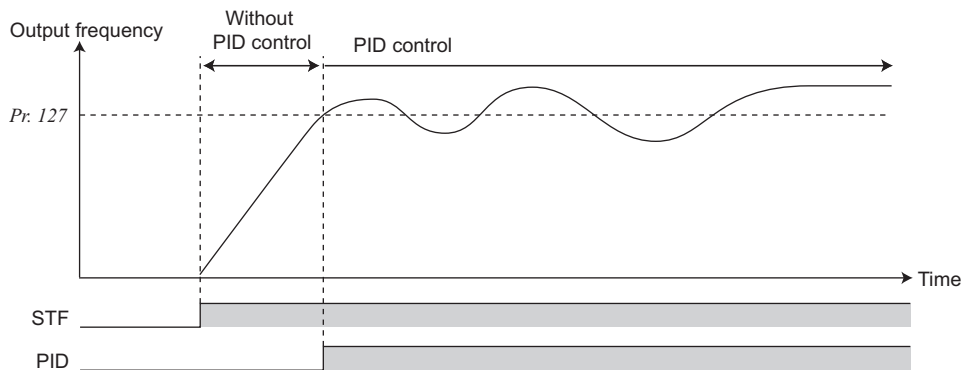 Without
PID control
Output frequency
PID control
Pr. 127
Time
STF
PID